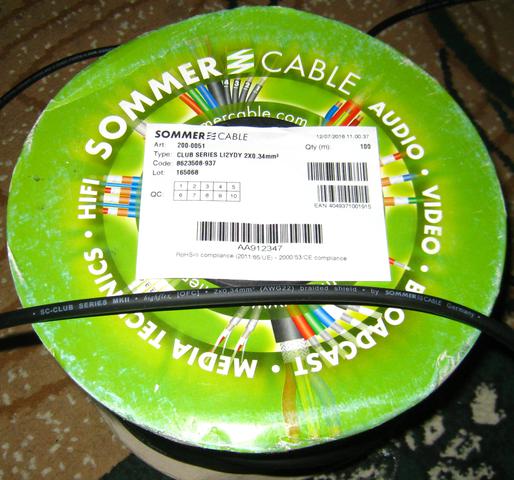 SOMMER CABLE
AUDIO · VIDEO · B
ROADCAST · MEDIA TECHNICS · HIFI
mercable.com
SOMMER CABLE
12/07/2016 11:00:37
Art: 200-0051
Qty (m): 100
Type: CLUB SERIES LI2YDY 2X0.34mm²
Code: 8623508-937
Lot: 165068
QC
1 2 3 4 5
6 7 8 9 10
EAN 4049371001915
AA912347
RoHS-II compliance (2011/65/UE) - 2000/53/CE compliance
• SC-CLUB SERIES MKII • highflex [OFC] • 2x0,34mm² (AWG22) braided shield • by SOMMER CABLE Germany •